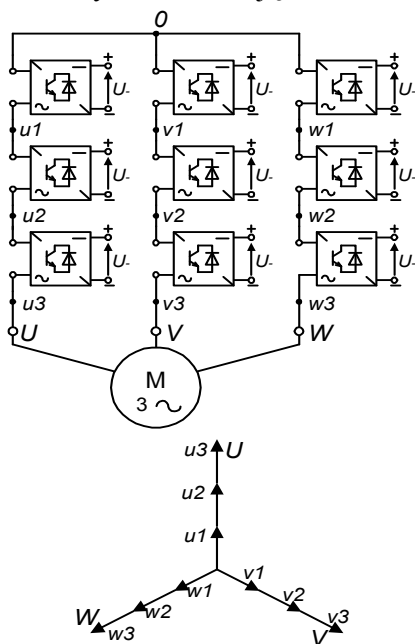 0
+ + +
U- U- U-
u1 v1 w1
+ + +
U- U- U-
u2 v2 w2
+ + +
U- U- U-
u3 v3 w3
U V W
M
3 ~
u3 U
u2
u1
w1 v1
W w2 v2
w3 V v3